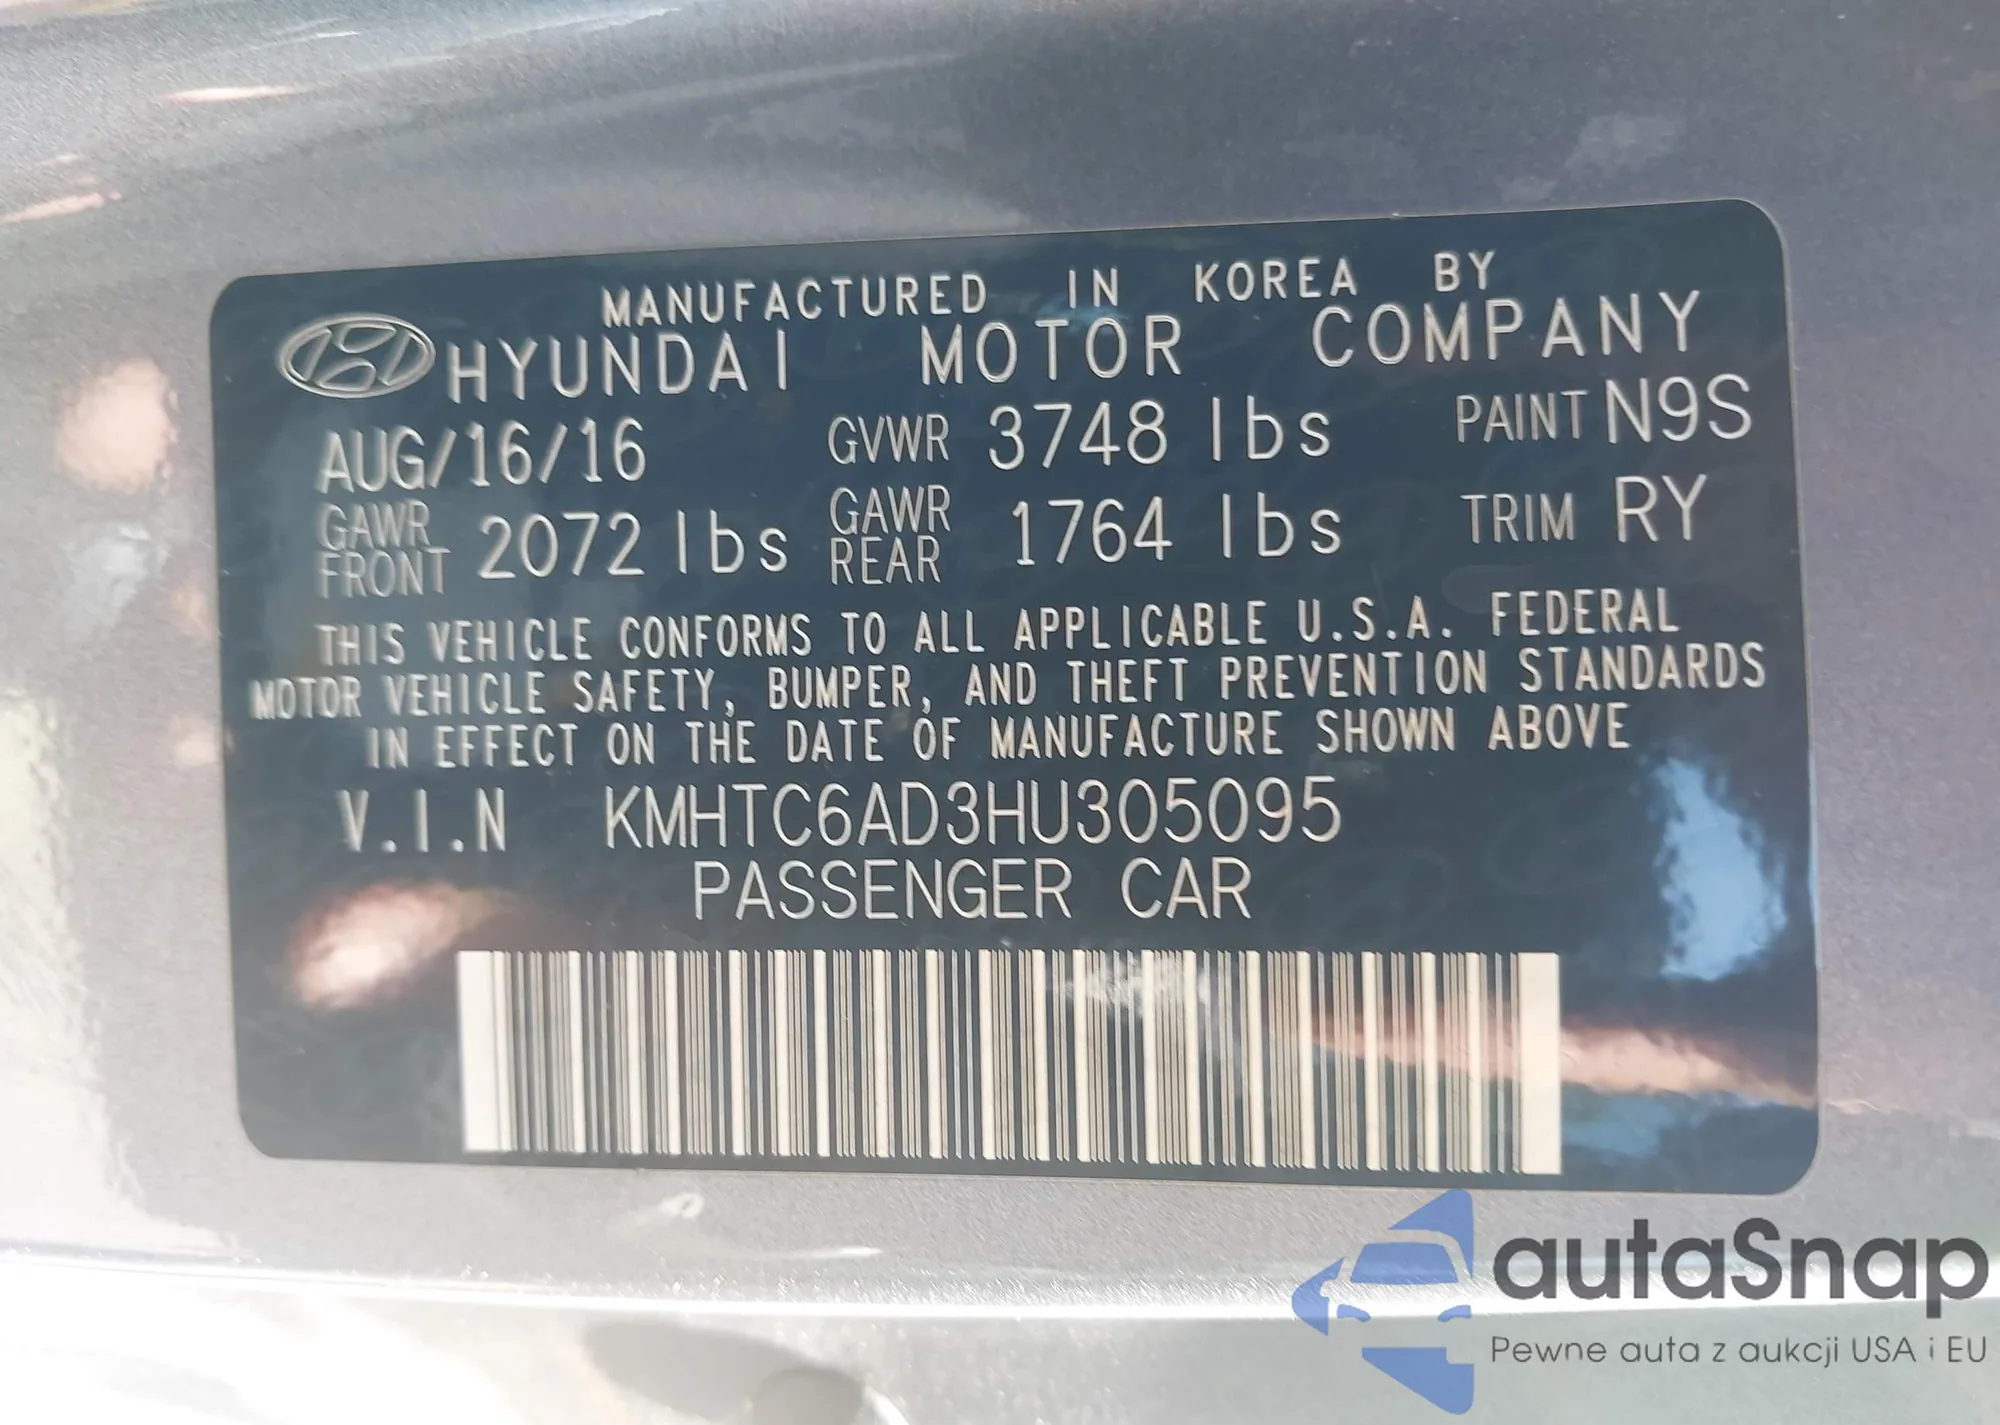 MANUFACTURED IN KOREA BY
HYUNDAI MOTOR COMPANY
AUG/16/16 GVWR 3748 lbs PAINT N9S
GAWR FRONT 2072 lbs GAWR REAR 1764 lbs TRIM RY
THIS VEHICLE CONFORMS TO ALL APPLICABLE U.S.A. FEDERAL
MOTOR VEHICLE SAFETY, BUMPER, AND THEFT PREVENTION STANDARDS
IN EFFECT ON THE DATE OF MANUFACTURE SHOWN ABOVE
V.I.N KMHTC6AD3HU305095
PASSENGER CAR
autaSnap
Pewne auta z aukcji USA i EU